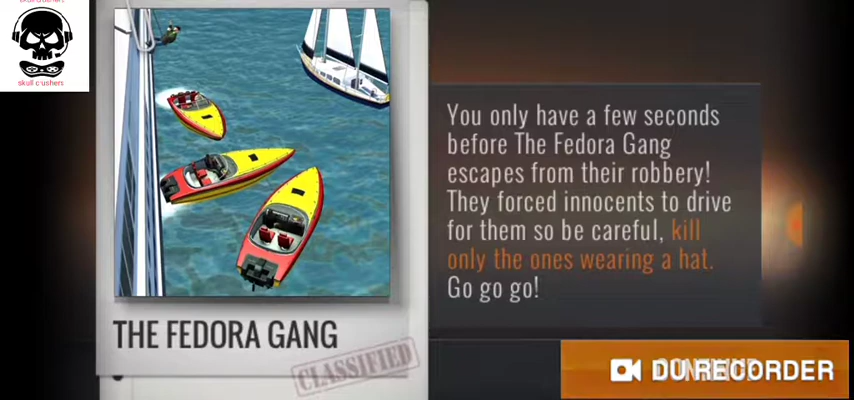 skull crushers
skull crushers
You only have a few seconds
before The Fedora Gang
escapes from their robbery!
They forced innocents to drive
for them so be careful, kill
only the ones wearing a hat.
Go go go!
THE FEDORA GANG
CLASSIFIED
DU RECORDER